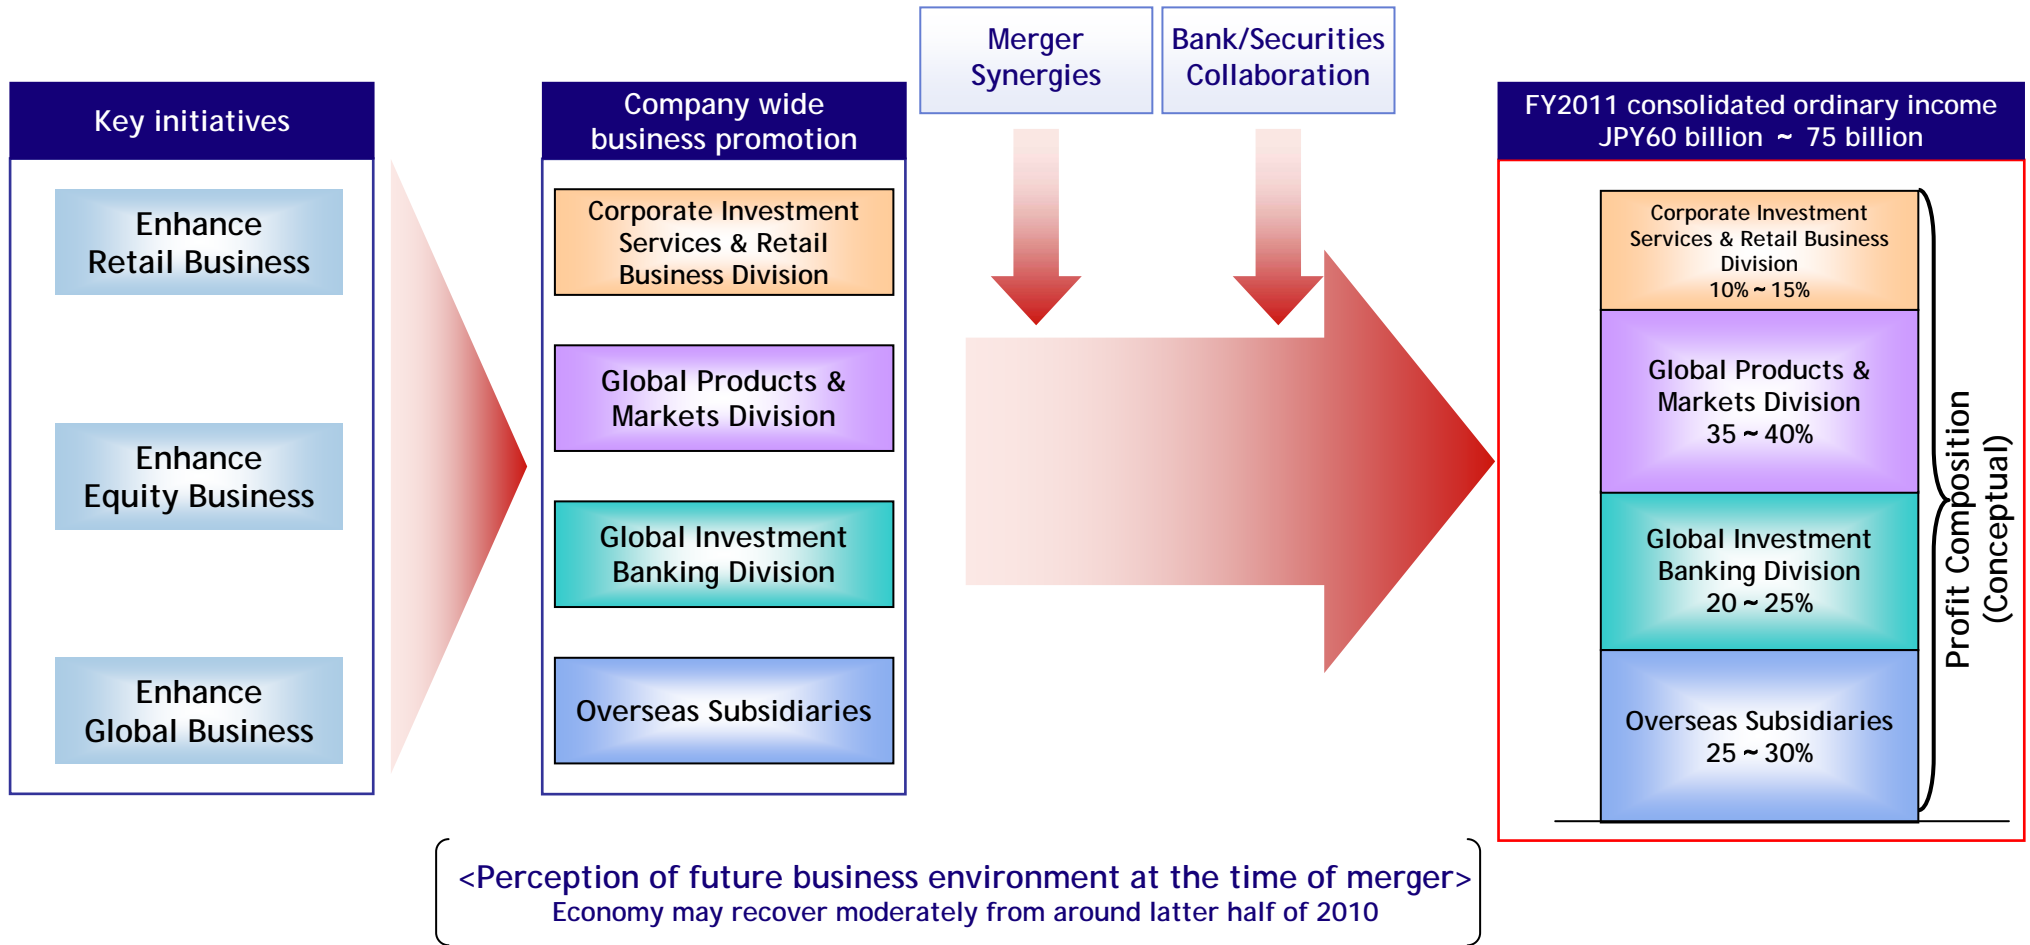 Key initiatives
Enhance
Retail Business
Enhance
Equity Business
Enhance
Global Business
Company wide
business promotion
Corporate Investment
Services & Retail
Business Division
Global Products &
Markets Division
Global Investment
Banking Division
Overseas Subsidiaries
Merger
Synergies
Bank/Securities
Collaboration
FY2011 consolidated ordinary income
JPY60 billion ~ 75 billion
Corporate Investment
Services & Retail Business
Division
10% ~ 15%
Global Products &
Markets Division
35 ~ 40%
Global Investment
Banking Division
20 ~ 25%
Overseas Subsidiaries
25 ~ 30%
Profit Composition
(Conceptual)
<Perception of future business environment at the time of merger>
Economy may recover moderately from around latter half of 2010